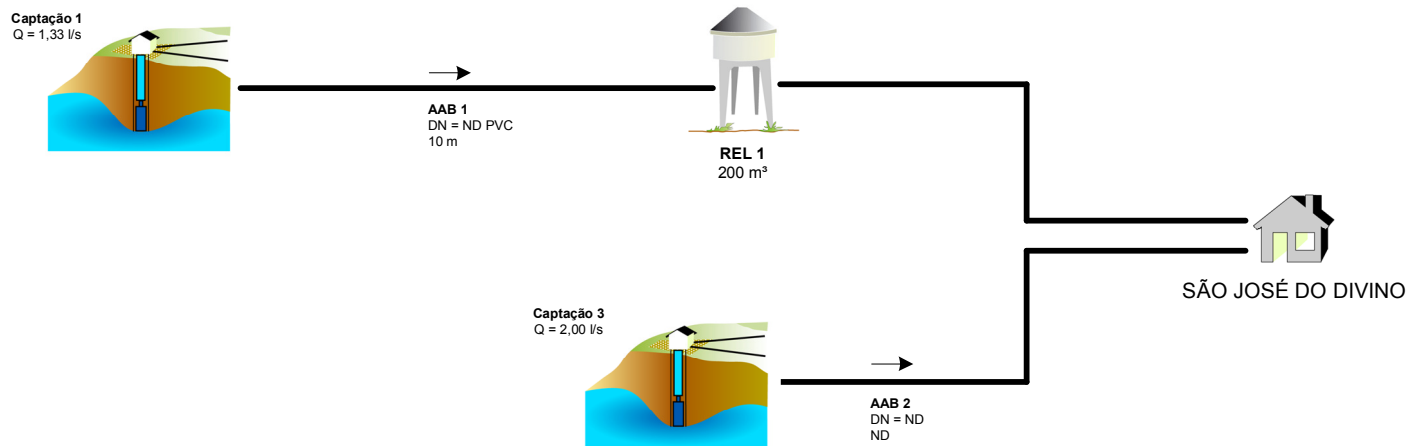 Captação 1
Q = 1,33 l/s
AAB 1
DN = ND PVC
10 m
REL 1
200 m³
SÃO JOSÉ DO DIVINO
Captação 3
Q = 2,00 l/s
AAB 2
DN = ND
ND